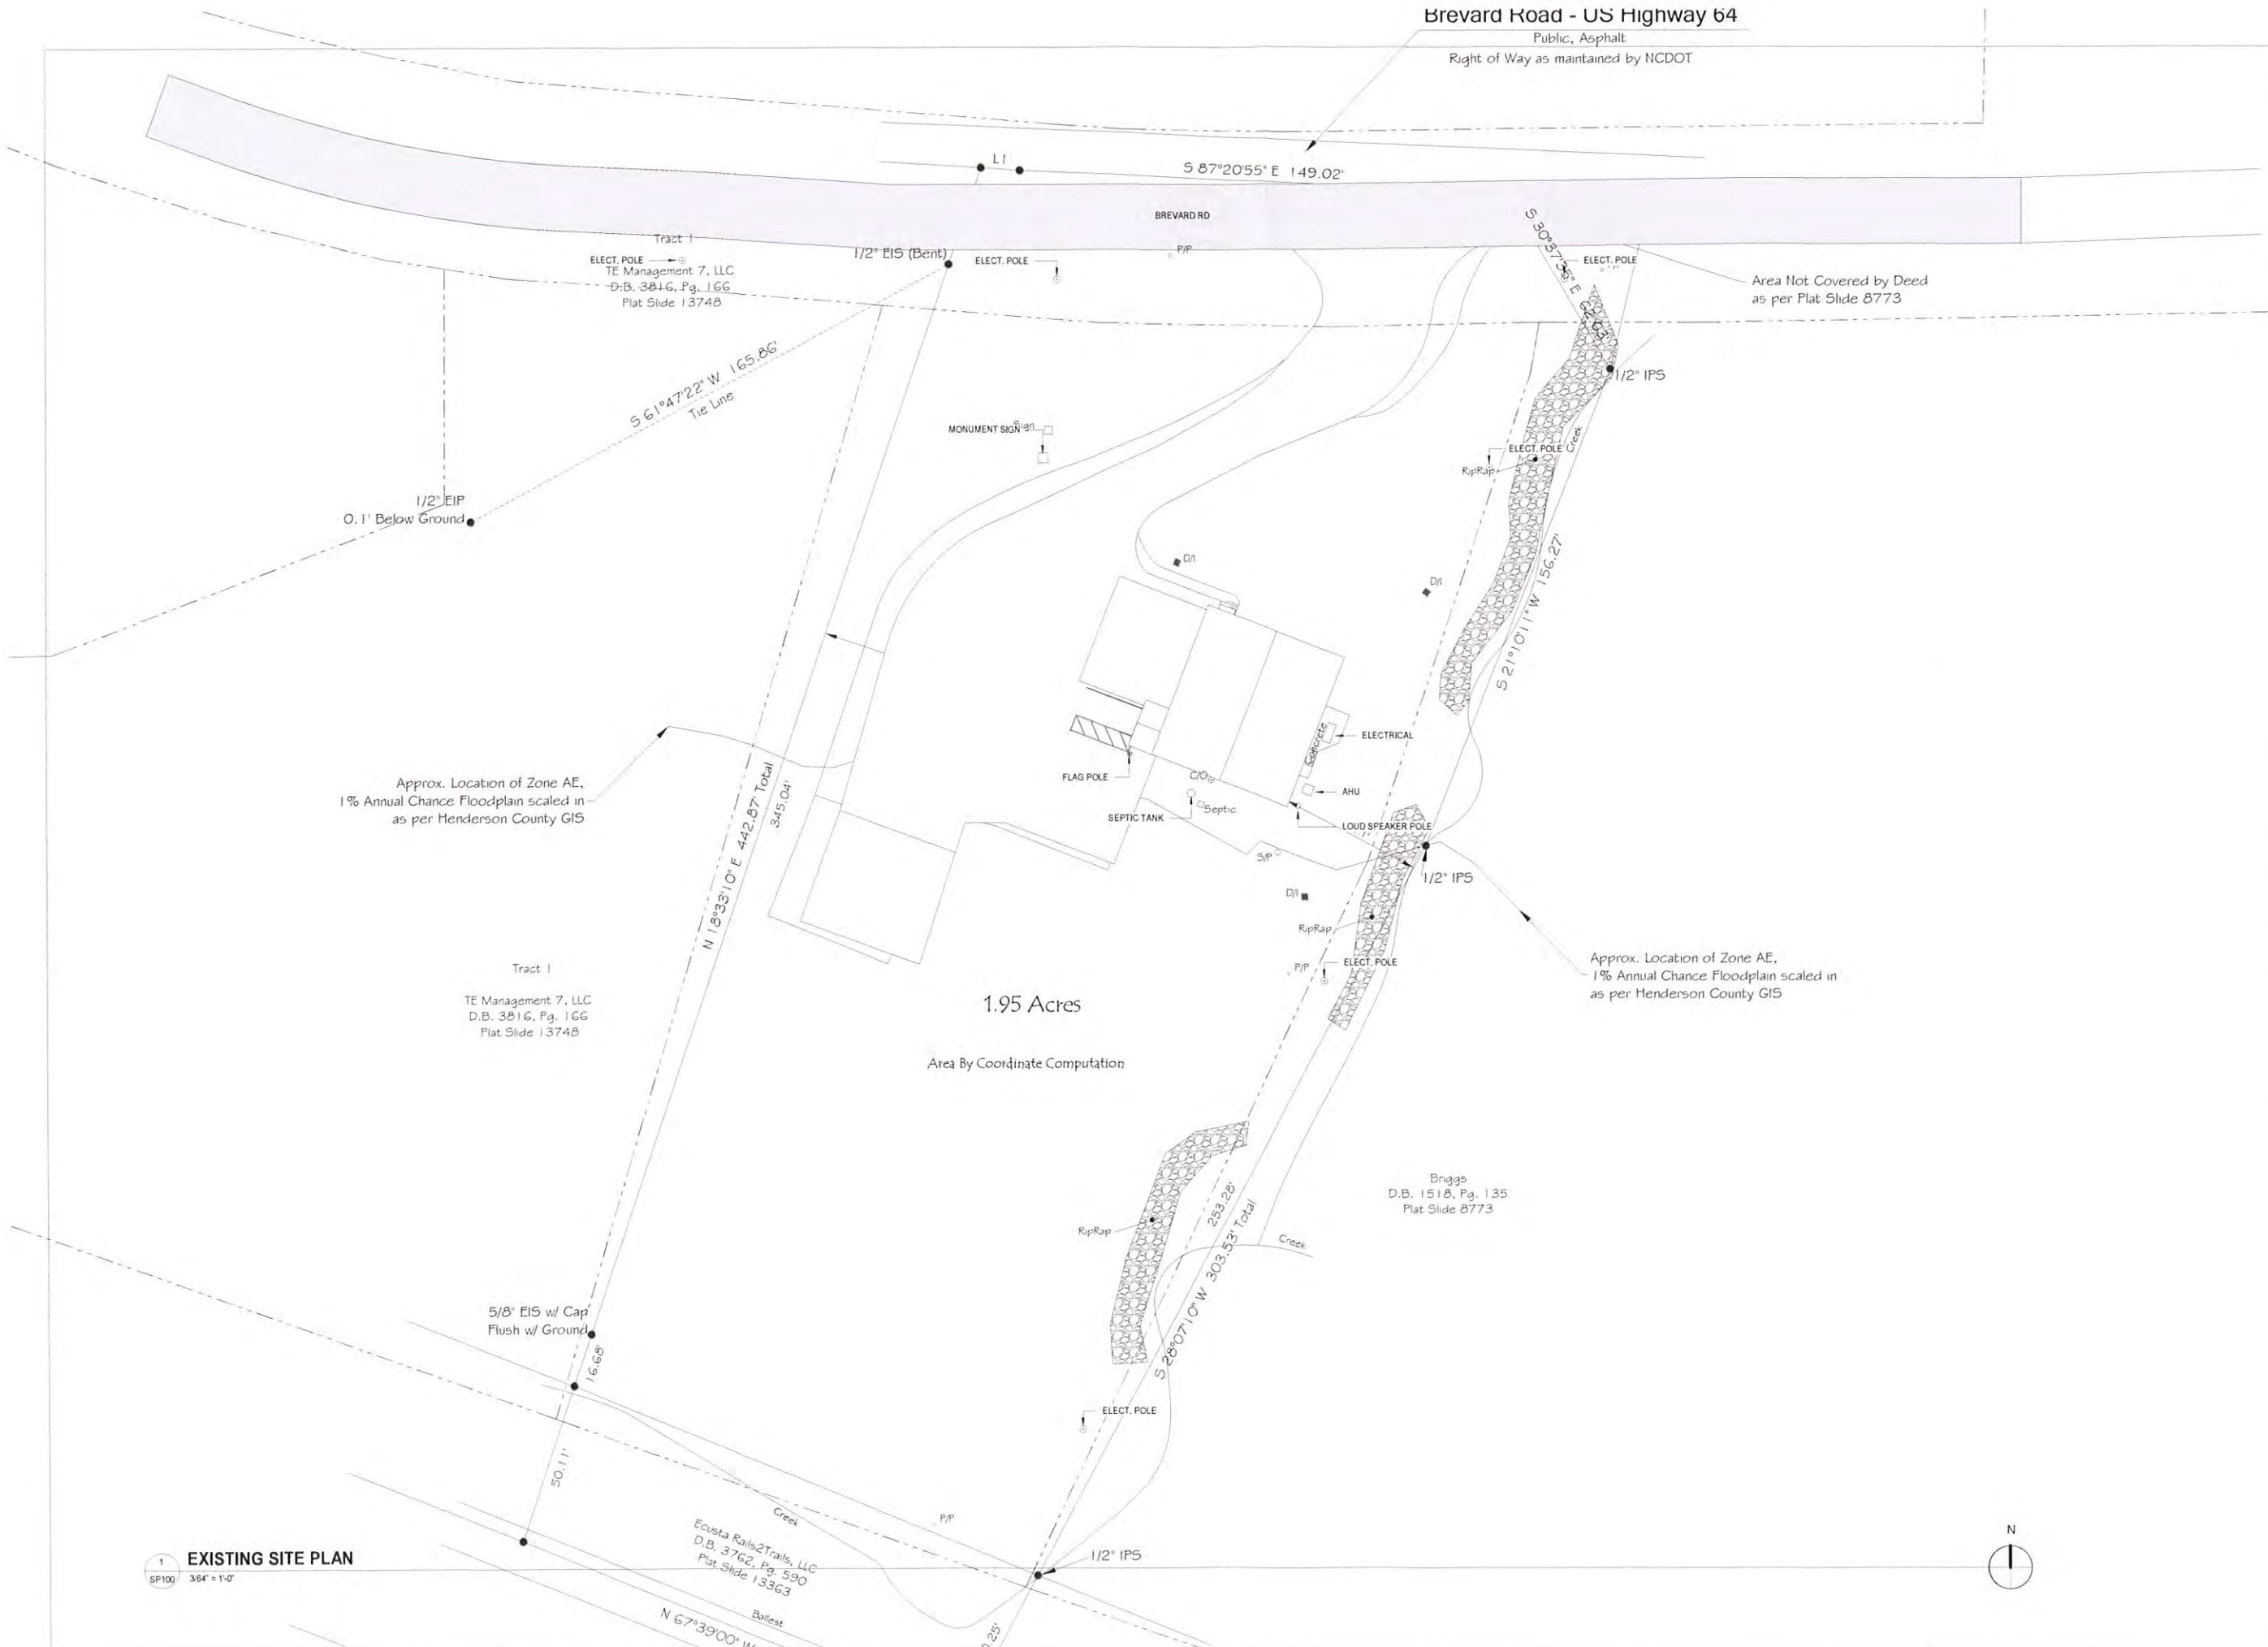 Brevard Road - US Highway 64
Public, Asphalt
Right of Way as maintained by NCDOT
L1
S 87°20'55" E 149.02'
BREVARD RD
S 30°37'35" E
Tract 1
ELECT. POLE
TE Management 7, LLC
D.B. 3816, Pg. 166
Plat Slide 13748
1/2" EIS (Bent)
ELECT. POLE
P/P
ELECT. POLE
Area Not Covered by Deed
as per Plat Slide 8773
S 61°47'22" W 165.86'
Tie Line
1/2" IPS
MONUMENT SIGN
Sign
ELECT. POLE
Creek
RipRap
1/2" EIP
0.1' Below Ground
D/I
D/I
S 21°10'11" W 156.27'
Concrete
ELECTRICAL
FLAG POLE
C/O
AHU
Septic
SEPTIC TANK
LOUD SPEAKER POLE
S/P
Approx. Location of Zone AE,
1% Annual Chance Floodplain scaled in
as per Henderson County GIS
N 18°33'10" E 442.87' Total
345.04'
1/2" IPS
D/I
RipRap
P/P
ELECT. POLE
Approx. Location of Zone AE,
1% Annual Chance Floodplain scaled in
as per Henderson County GIS
Tract 1
TE Management 7, LLC
D.B. 3816, Pg. 166
Plat Slide 13748
1.95 Acres
Area By Coordinate Computation
Briggs
D.B. 1518, Pg. 135
Plat Slide 8773
RipRap
253.28'
S 28°07'10" W 303.53' Total
Creek
5/8" EIS w/ Cap
Flush w/ Ground
16.68'
ELECT. POLE
50.11'
Creek
P/P
Ecusta Rails2Trails, LLC
D.B. 3762, Pg. 590
Plat Slide 13363
1/2" IPS
Ballest
N 67°39'00" W
.25'
1
SP100
EXISTING SITE PLAN
3/64" = 1'-0"
N